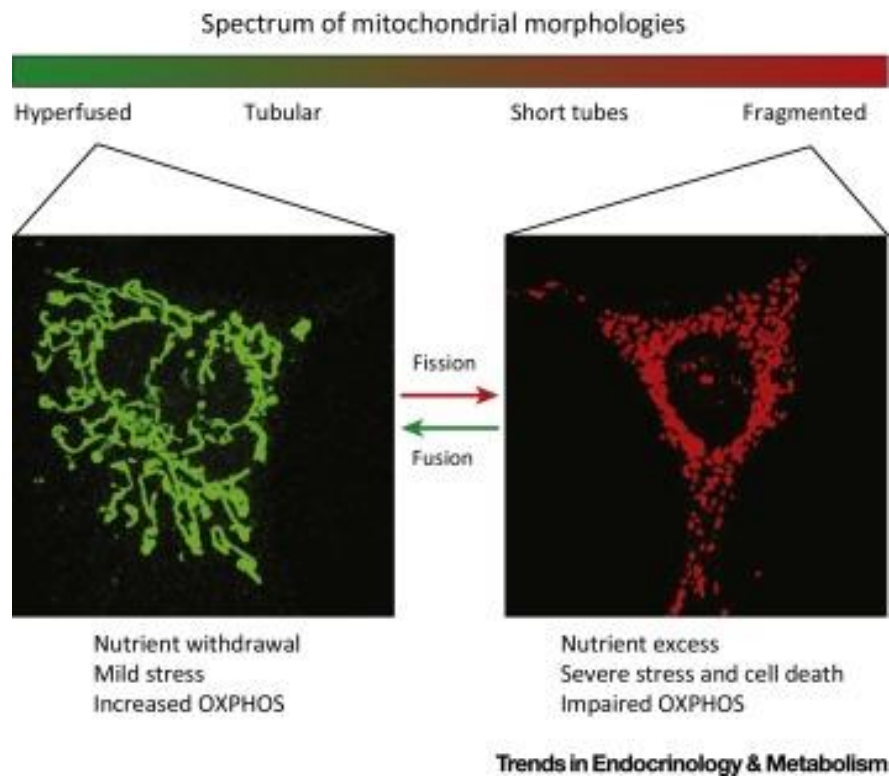 Spectrum of mitochondrial morphologies
Hyperfused Tubular Short tubes Fragmented
Fission
Fusion
Nutrient withdrawal
Mild stress
Increased OXPHOS
Nutrient excess
Severe stress and cell death
Impaired OXPHOS
Trends in Endocrinology & Metabolism